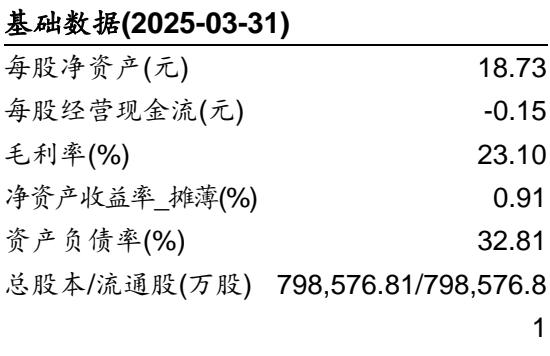 基础数据(2025-03-31)
每股净资产(元) 18.73
每股经营现金流(元) -0.15
毛利率(%) 23.10
净资产收益率_摊薄(%) 0.91
资产负债率(%) 32.81
总股本/流通股(万股) 798,576.81/798,576.8
1